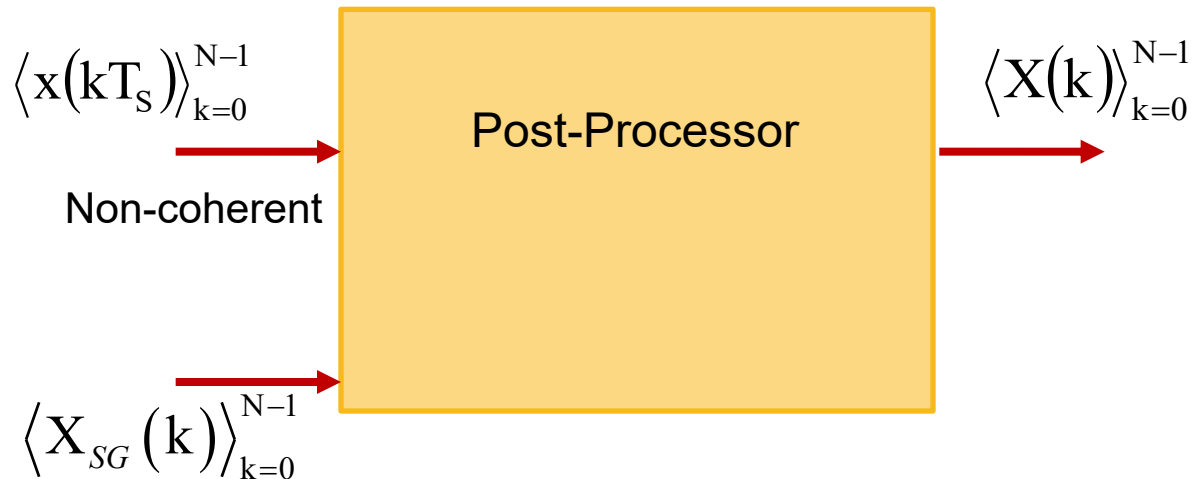 ⟨x(kT_S)⟩_{k=0}^{N−1}
Post-Processor
⟨X(k)⟩_{k=0}^{N−1}
Non-coherent
⟨X_{SG}(k)⟩_{k=0}^{N−1}